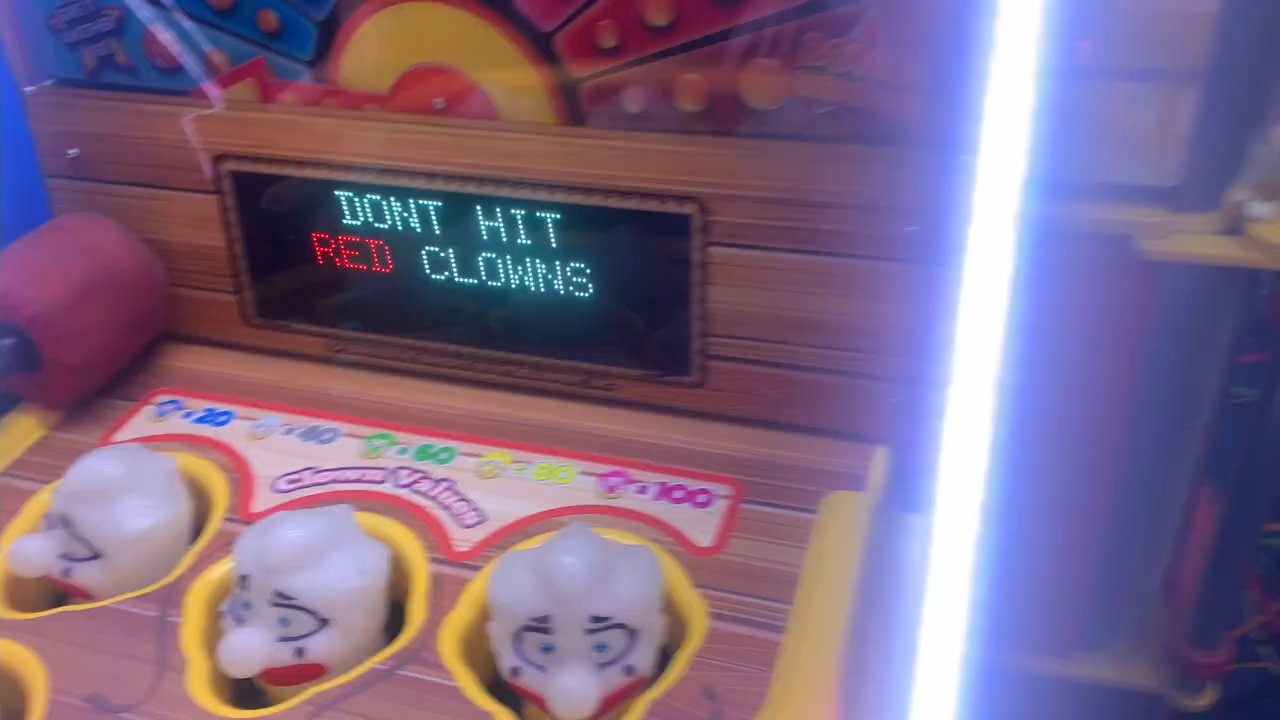 DONT HIT
RED CLOWNS
=20 =40 =60 =80 =100
Clown Values